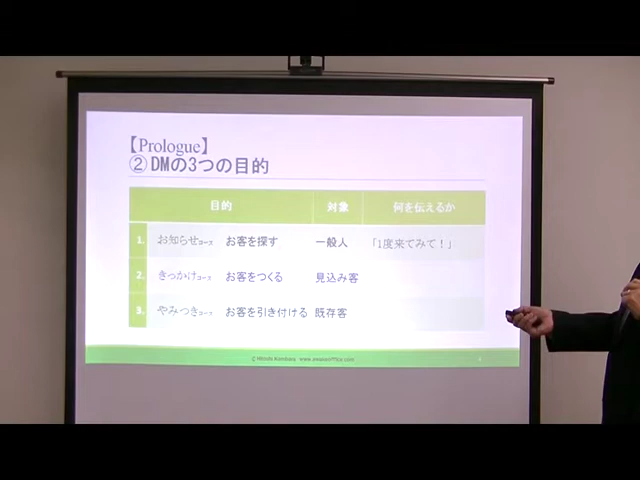 【Prologue】
②DMの3つの目的
目的 対象 何を伝えるか
1. お知らせコース お客を探す 一般人 「1度来てみて！」
2. きっかけコース お客をつくる 見込み客
3. やみつきコース お客を引き付ける 既存客